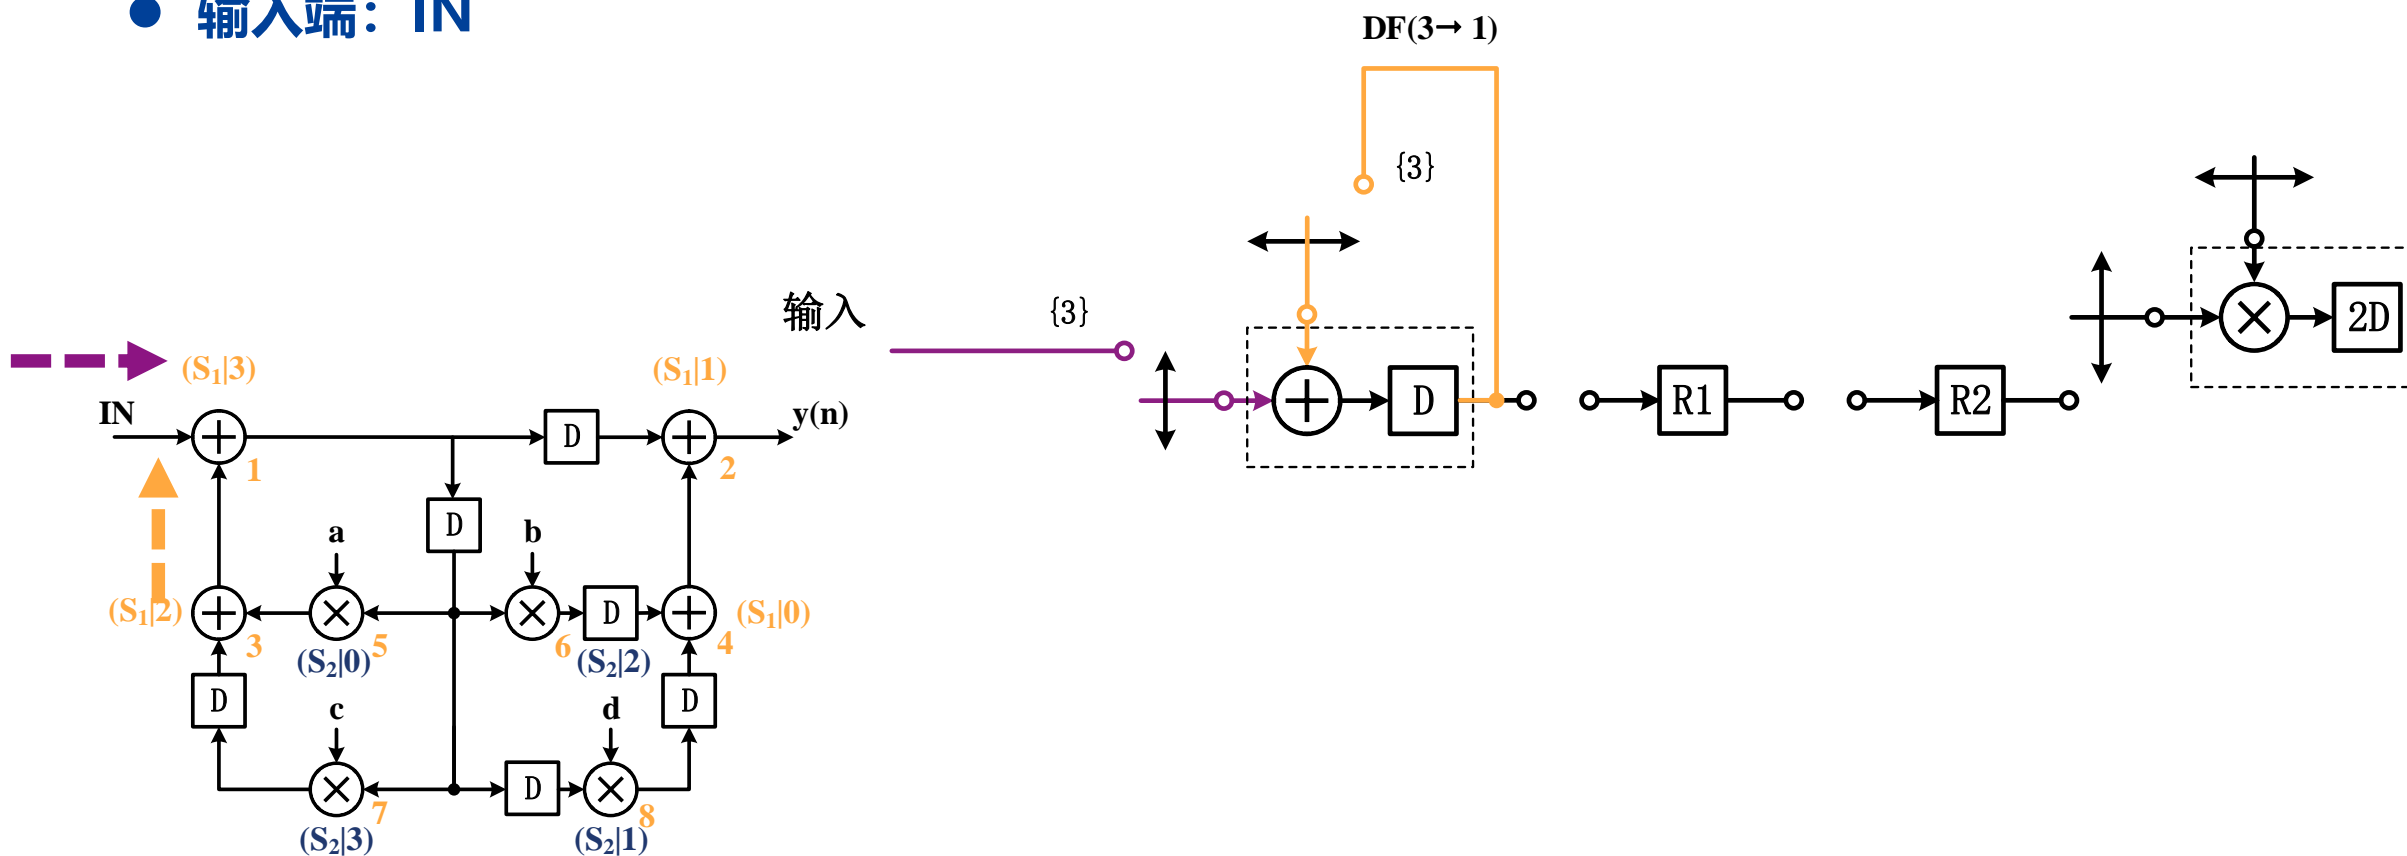 ● 输入端：IN
DF(3→ 1)
{3}
输入
{3}
D
R1
R2
2D
(S₁|3)
(S₁|1)
IN
y(n)
D
1
2
D
a
b
(S₁|2)
D
(S₁|0)
3
5
6
4
(S₂|0)
(S₂|2)
D
D
c
d
D
7
8
(S₂|3)
(S₂|1)